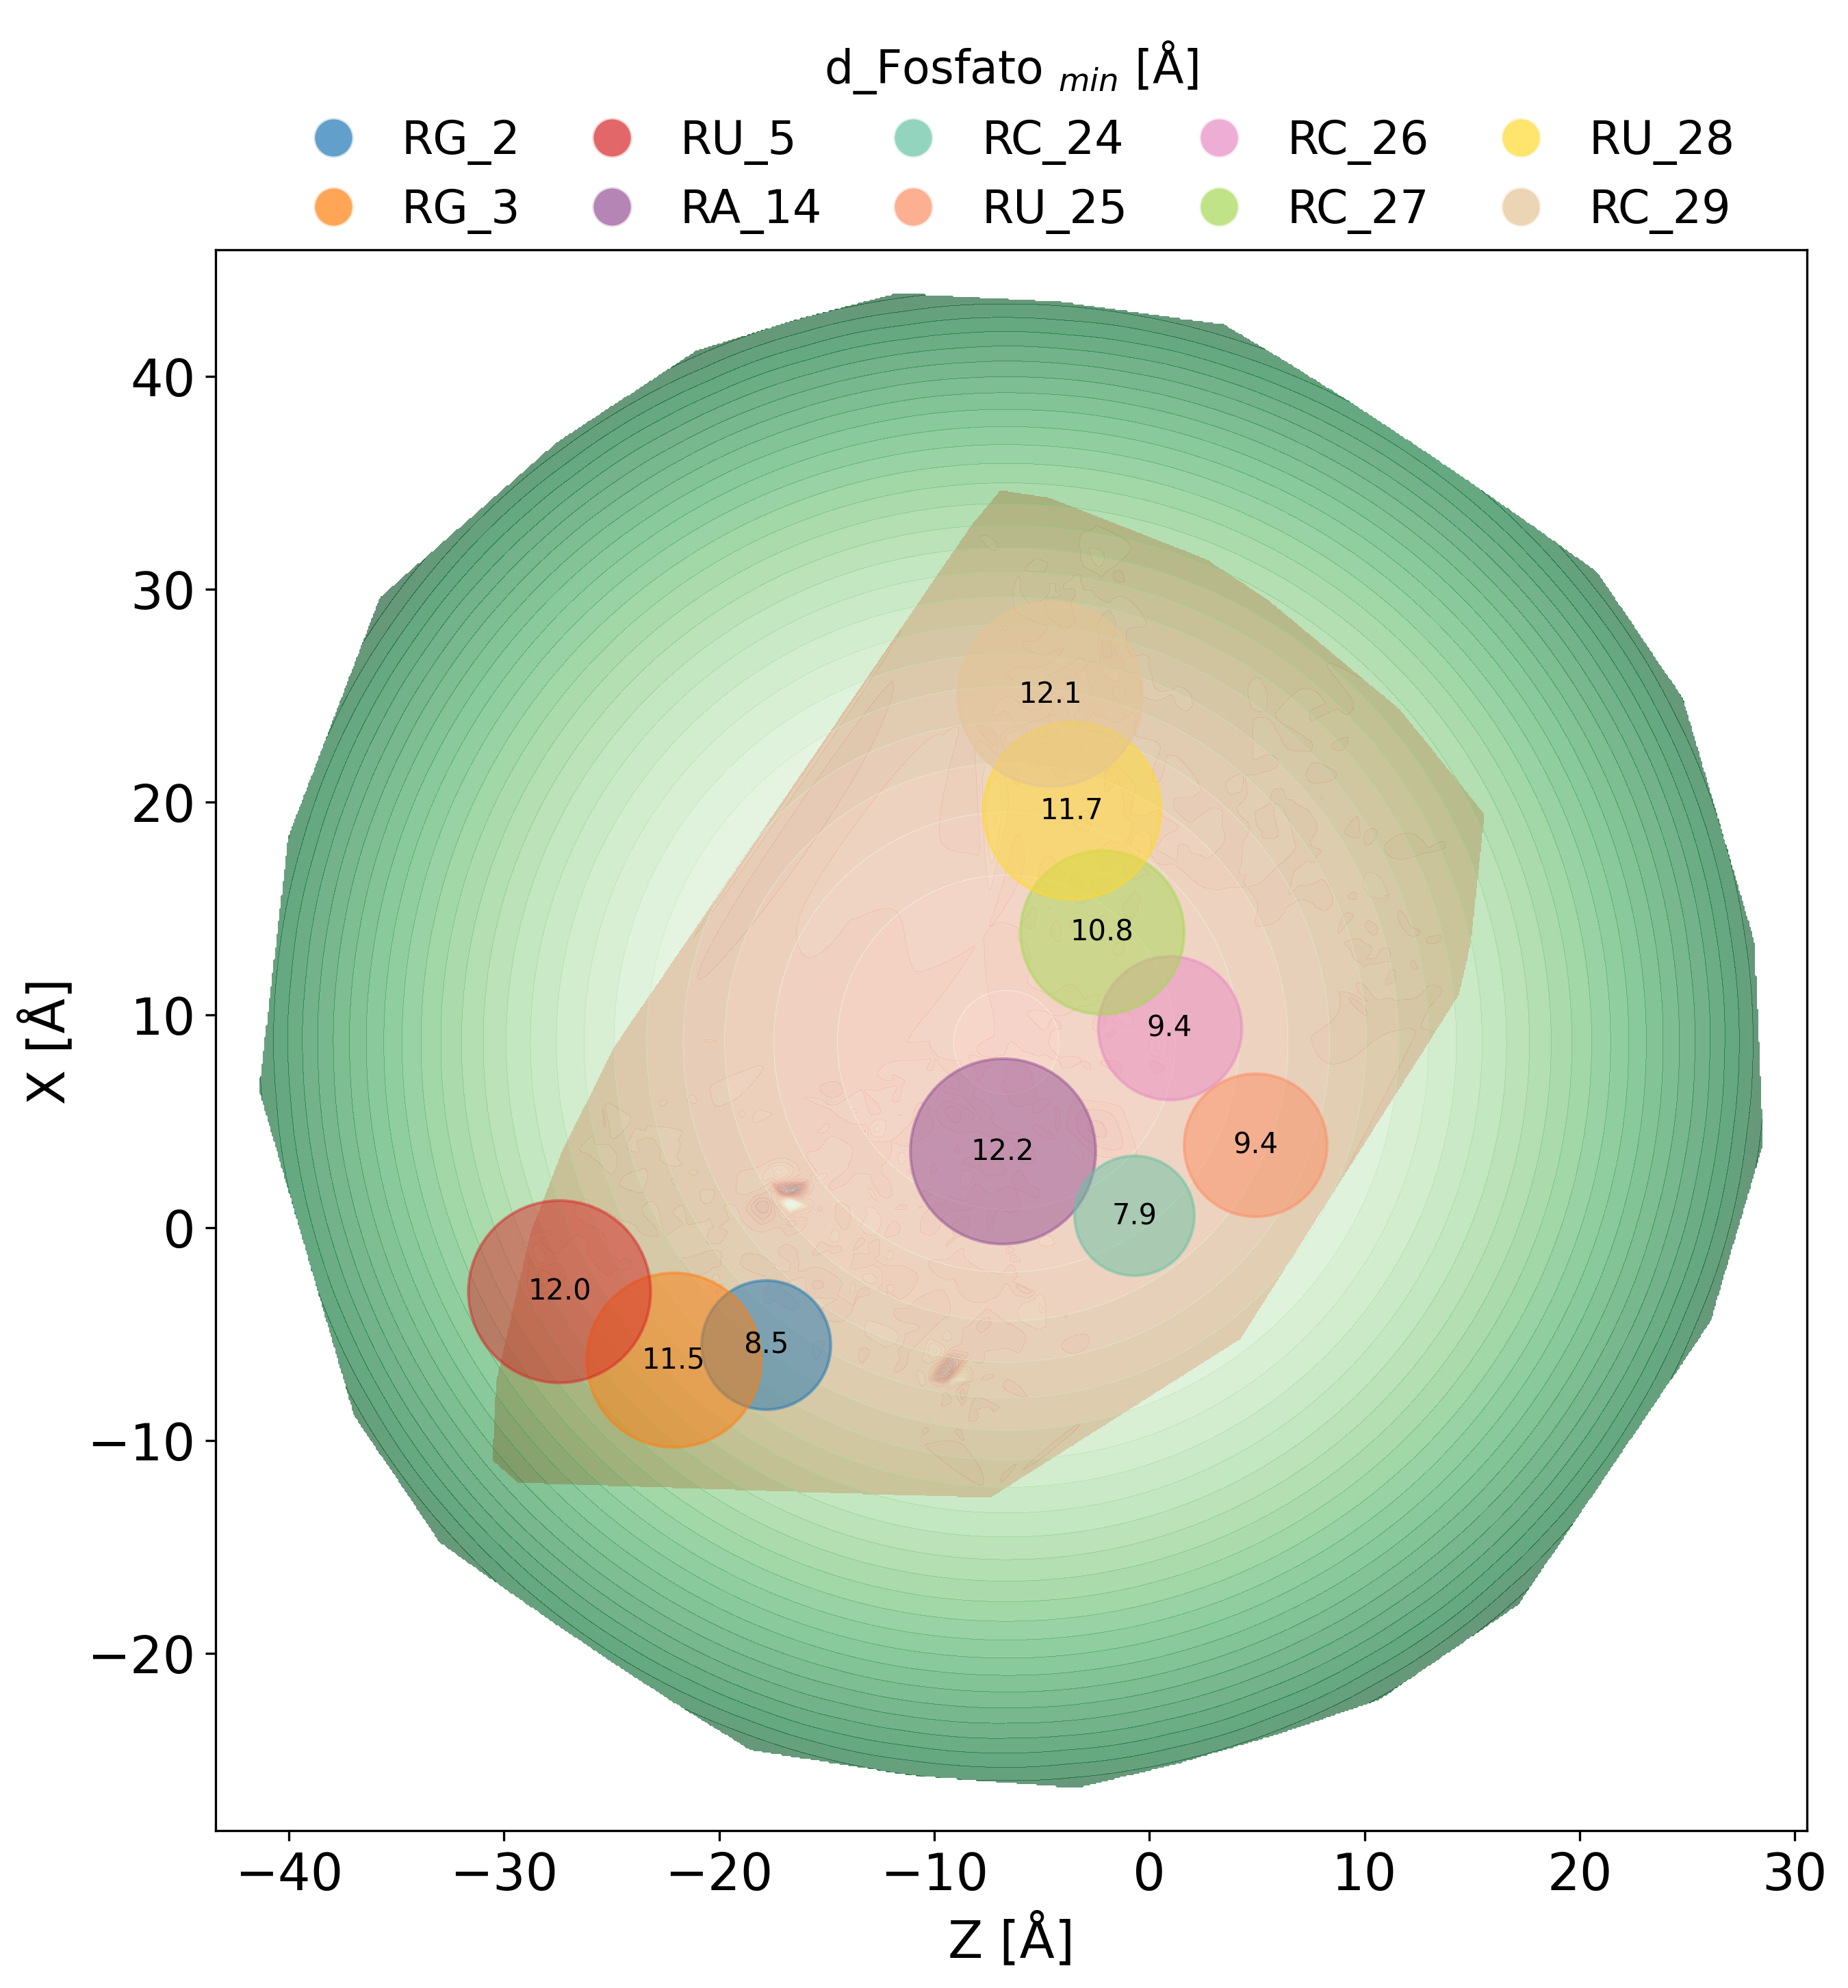 d_Fosfato min [Å]
RG_2 RU_5 RC_24 RC_26 RU_28
RG_3 RA_14 RU_25 RC_27 RC_29
40
30
20
10
0
−10
−20
X [Å]
12.1
11.7
10.8
9.4
9.4
12.2
7.9
12.0
11.5
8.5
−40 −30 −20 −10 0 10 20 30
Z [Å]